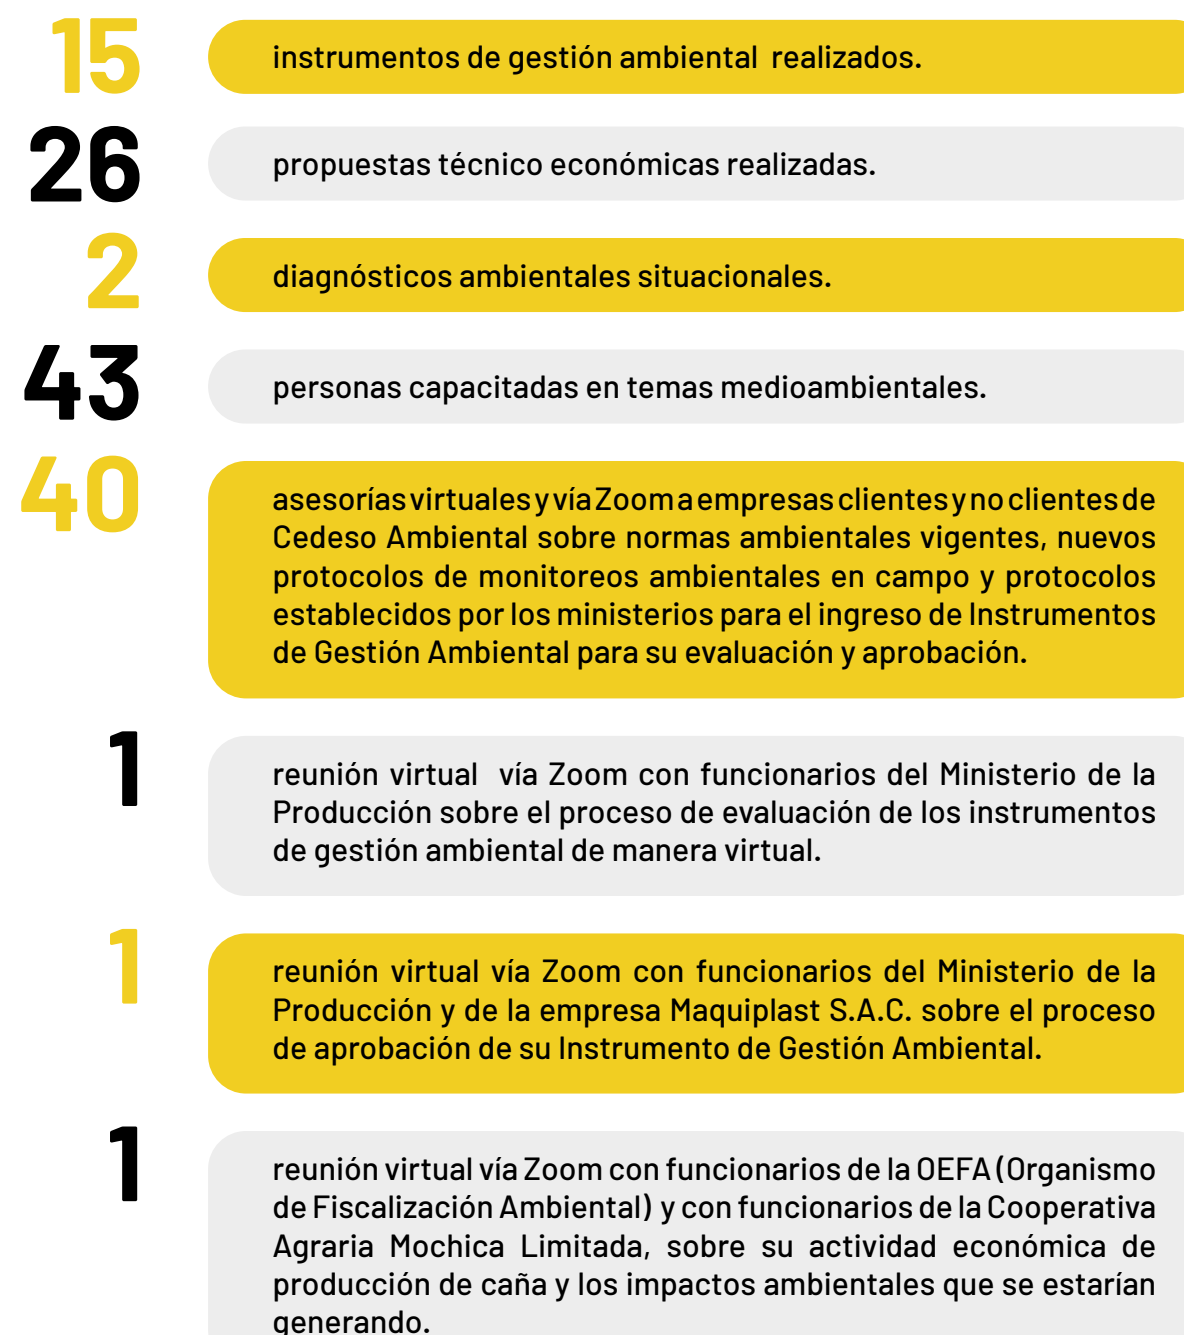 15
instrumentos de gestión ambiental realizados.
26
propuestas técnico económicas realizadas.
2
diagnósticos ambientales situacionales.
43
personas capacitadas en temas medioambientales.
40
asesorías virtuales y vía Zoom a empresas clientes y no clientes de
Cedeso Ambiental sobre normas ambientales vigentes, nuevos
protocolos de monitoreos ambientales en campo y protocolos
establecidos por los ministerios para el ingreso de Instrumentos
de Gestión Ambiental para su evaluación y aprobación.
1
reunión virtual vía Zoom con funcionarios del Ministerio de la
Producción sobre el proceso de evaluación de los instrumentos
de gestión ambiental de manera virtual.
1
reunión virtual vía Zoom con funcionarios del Ministerio de la
Producción y de la empresa Maquiplast S.A.C. sobre el proceso
de aprobación de su Instrumento de Gestión Ambiental.
1
reunión virtual vía Zoom con funcionarios de la OEFA (Organismo
de Fiscalización Ambiental) y con funcionarios de la Cooperativa
Agraria Mochica Limitada, sobre su actividad económica de
producción de caña y los impactos ambientales que se estarían
generando.